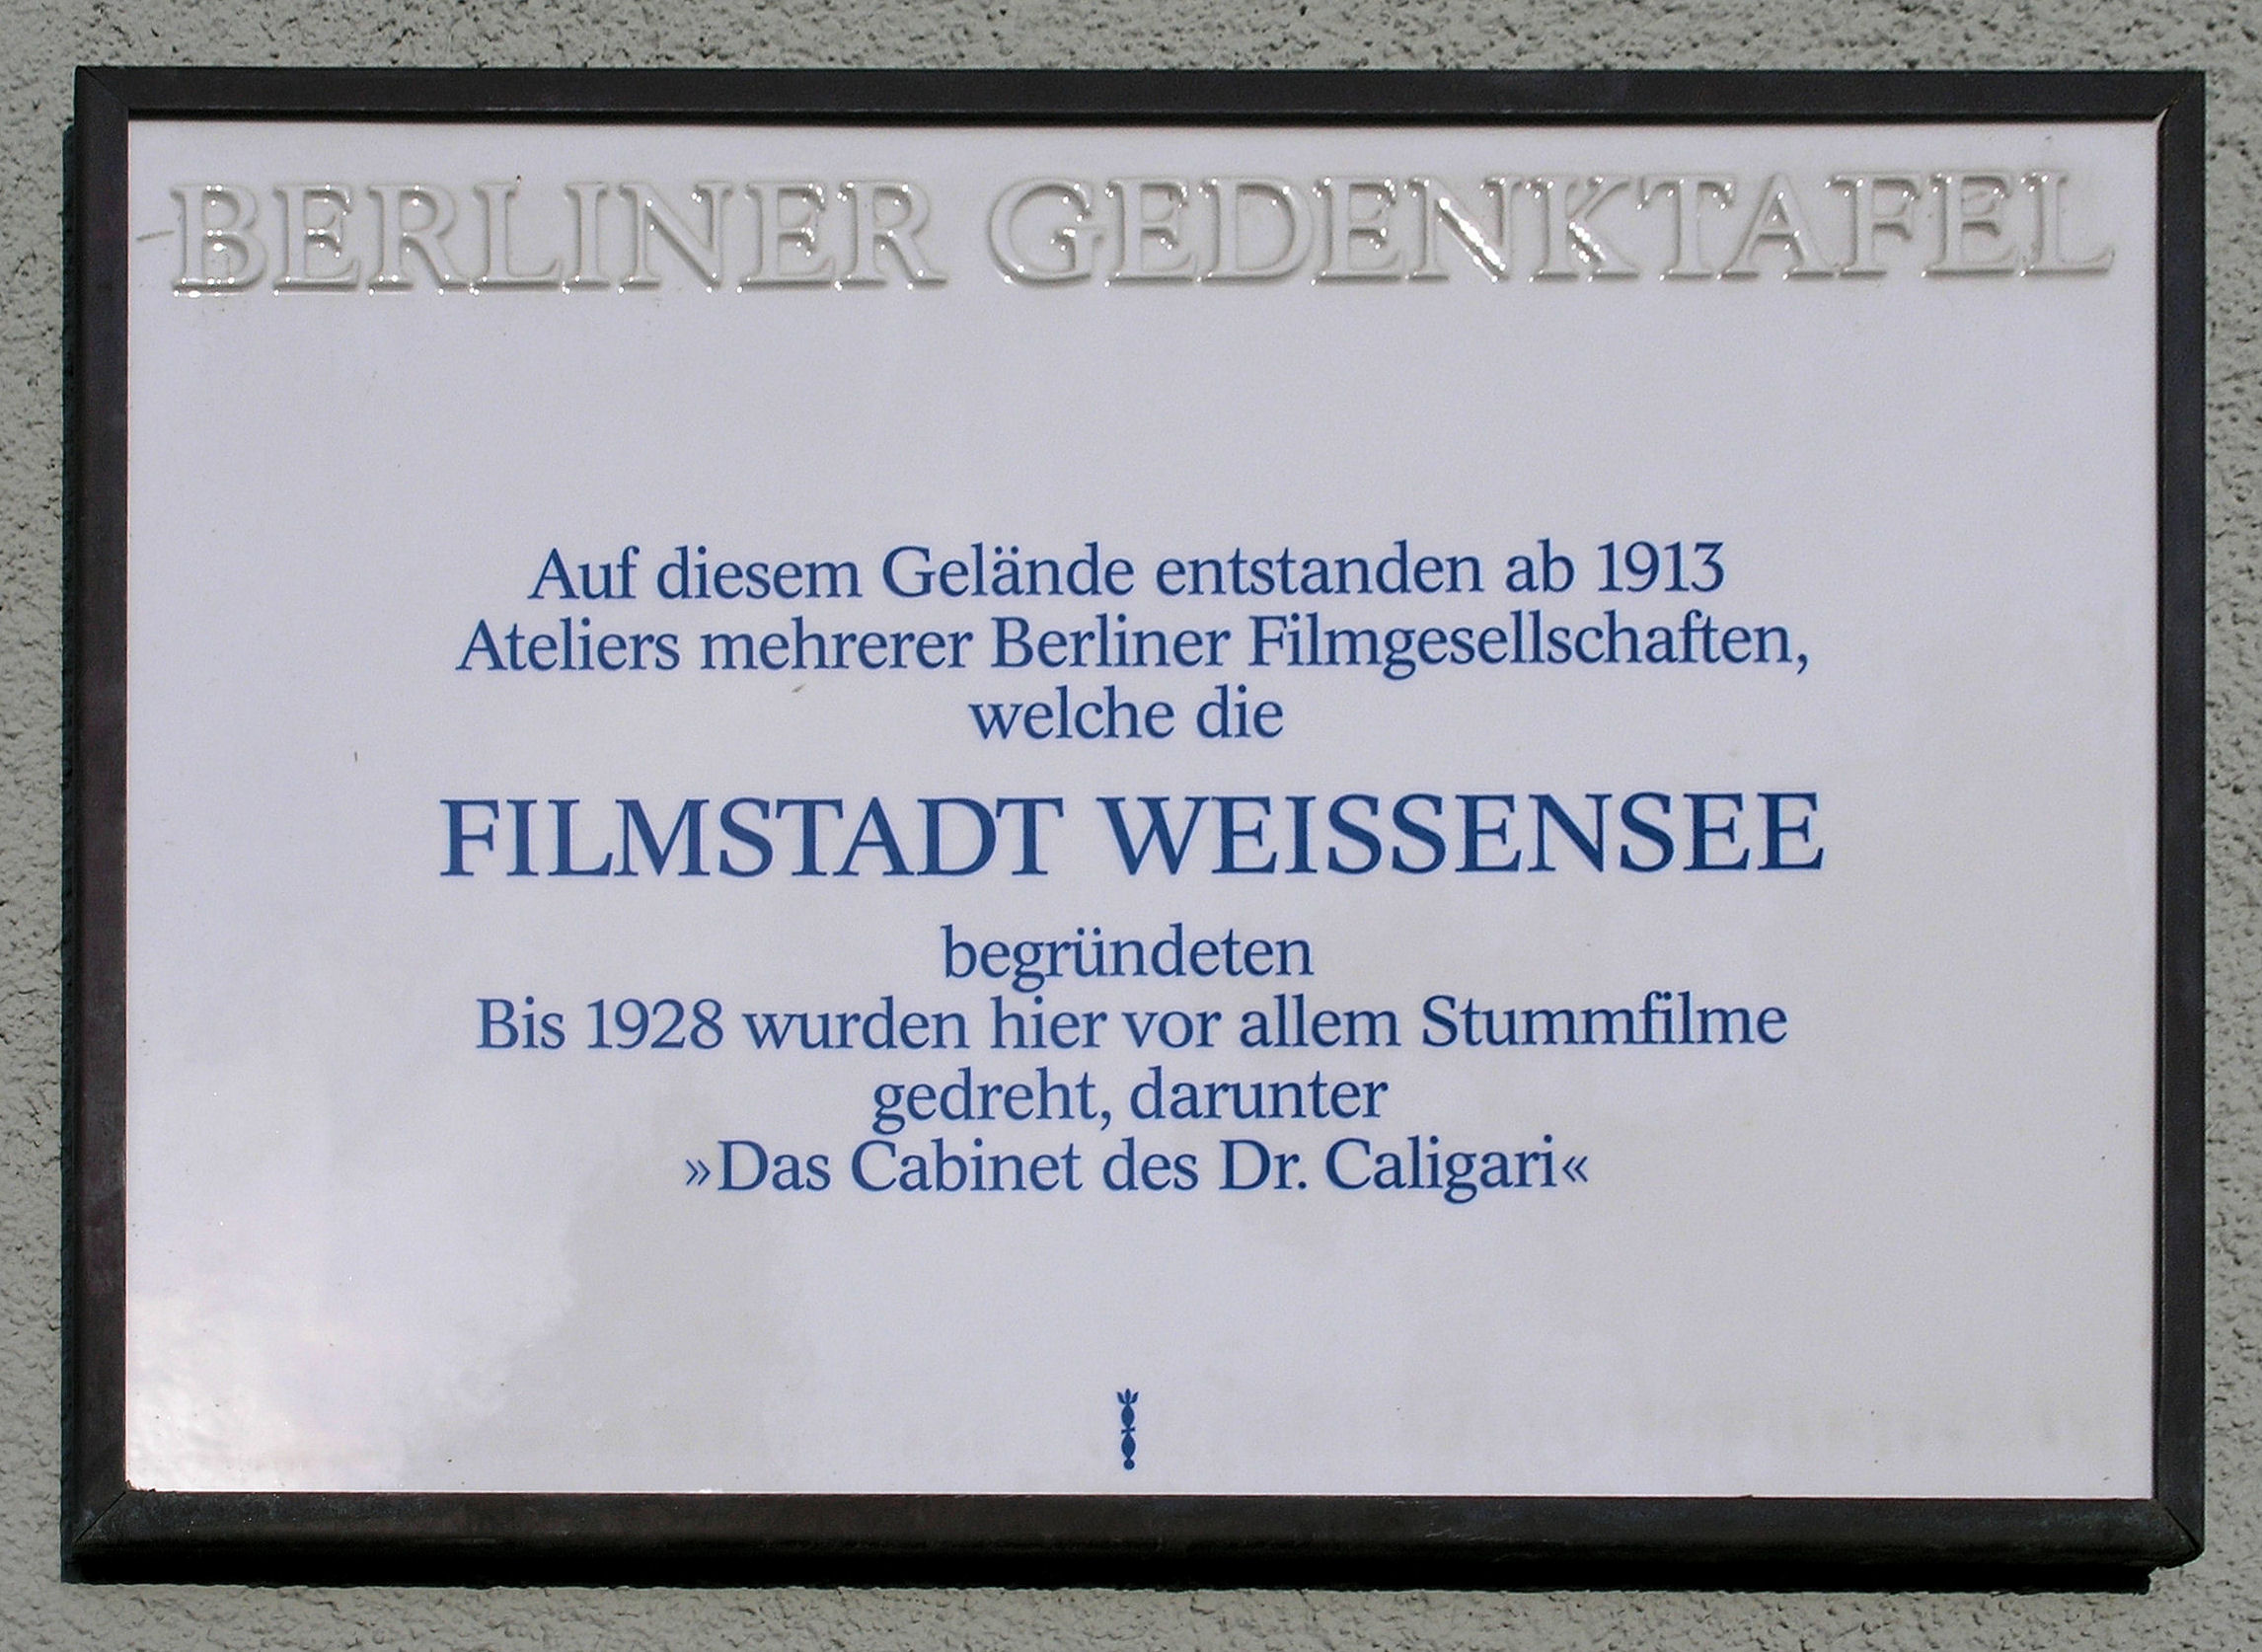 BERLINER GEDENKTAFEL
Auf diesem Gelände entstanden ab 1913
Ateliers mehrerer Berliner Filmgesellschaften,
welche die
FILMSTADT WEISSENSEE
begründeten
Bis 1928 wurden hier vor allem Stummfilme
gedreht, darunter
»Das Cabinet des Dr. Caligari«